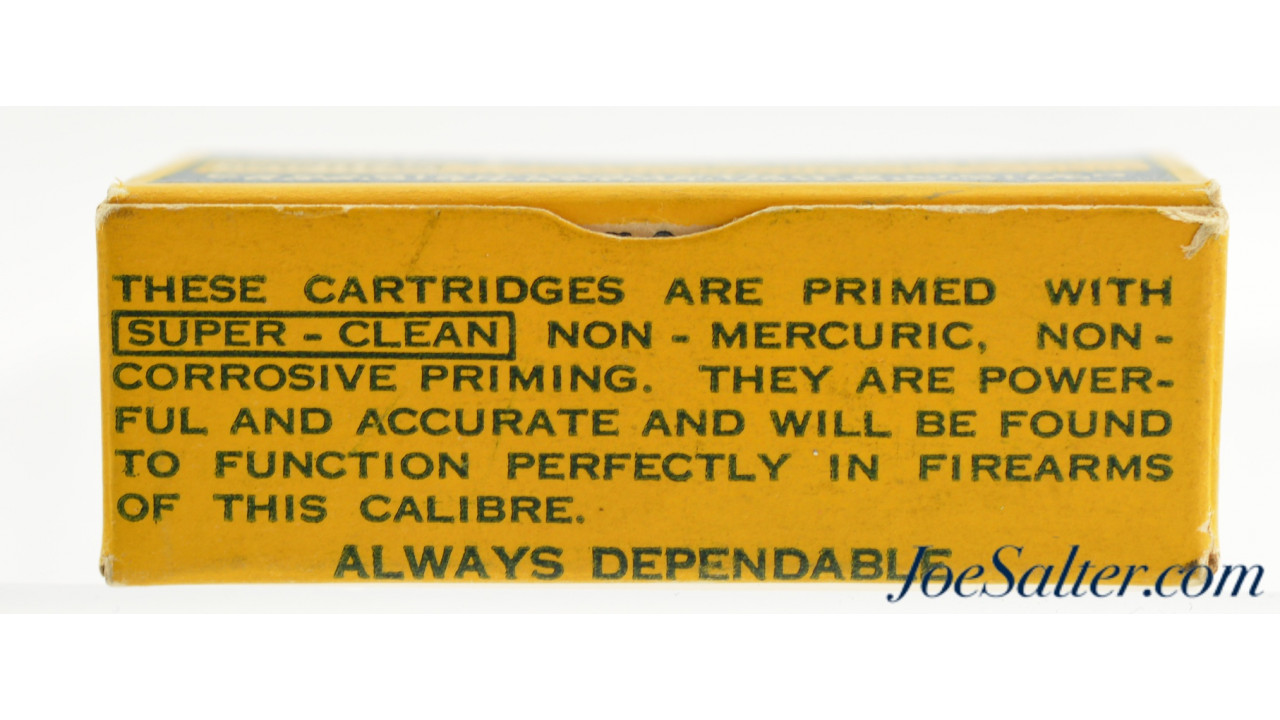 THESE CARTRIDGES ARE PRIMED WITH
SUPER - CLEAN NON - MERCURIC, NON -
CORROSIVE PRIMING. THEY ARE POWER-
FUL AND ACCURATE AND WILL BE FOUND
TO FUNCTION PERFECTLY IN FIREARMS
OF THIS CALIBRE.
ALWAYS DEPENDABLE
JoeSalter.com